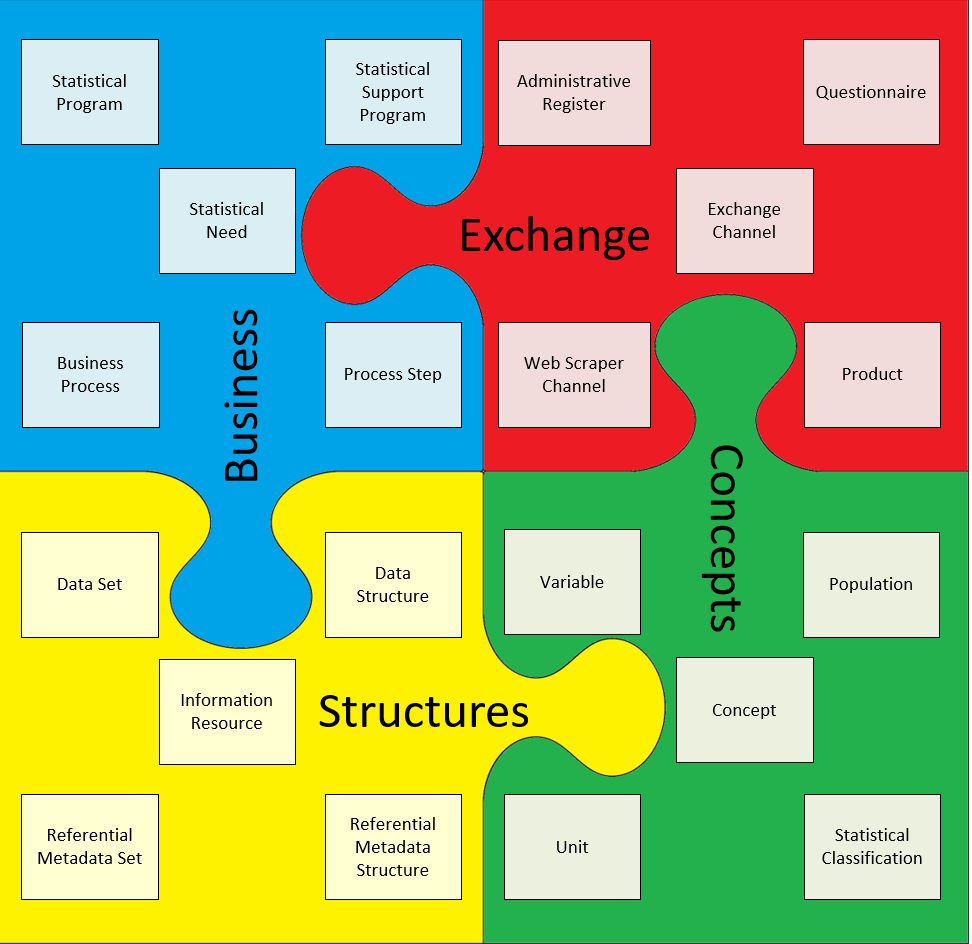 Statistical
Program
Statistical
Support
Program
Statistical
Need
Business
Process
Process Step
Business
Administrative
Register
Questionnaire
Exchange
Channel
Exchange
Web Scraper
Channel
Product
Data Set
Data
Structure
Information
Resource
Structures
Referential
Metadata Set
Referential
Metadata
Structure
Concepts
Variable
Population
Concept
Unit
Statistical
Classification